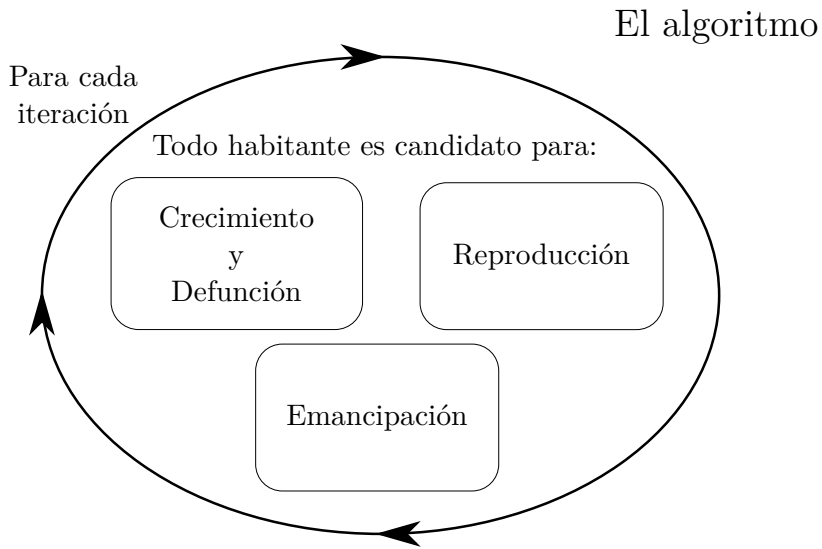 El algoritmo
Para cada
iteración
Todo habitante es candidato para:
Crecimiento
y
Defunción
Reproducción
Emancipación